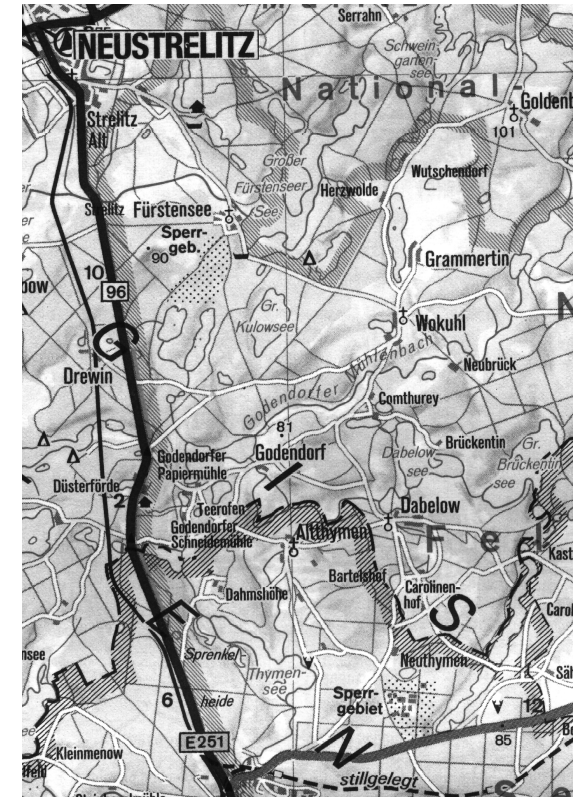 Serrahn
NEUSTRELITZ
Schwein
garten
see
National-
Goldenb
101
Strelitz
Alt
Großer
Fürstenseer
See
Wutschendorf
Herzwolde
Strelitz
Fürstensee
Sperr-
geb.
90
Grammertin
10
96
Gr.
Kulowsee
N
Wokuhl
Drewin
Neubrück
Godendorfer Mühlenbach
Comthurey
81
Godendorf
Brückentin
Gr.
Brückentin
see
Dabelow
see
Godendorfer
Papiermühle
Düsterförde
2
Teerofen
Godendorfer
Schneidemühle
Dabelow
Althymen
F e l
Kast
Bartelshof
Carolinen-
hof
Dahmshöhe
S
Carol
Neuthymen
Sprenkel
heide
Thymen-
see
Sperr-
gebiet
Säh
6
12
85
Kleinmenow
E251
N
stillgelegt